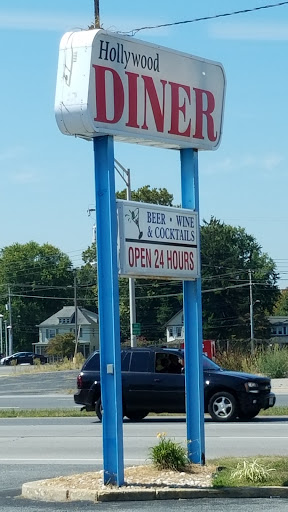 Hollywood
DINER
BEER • WINE
& COCKTAILS
OPEN 24 HOURS